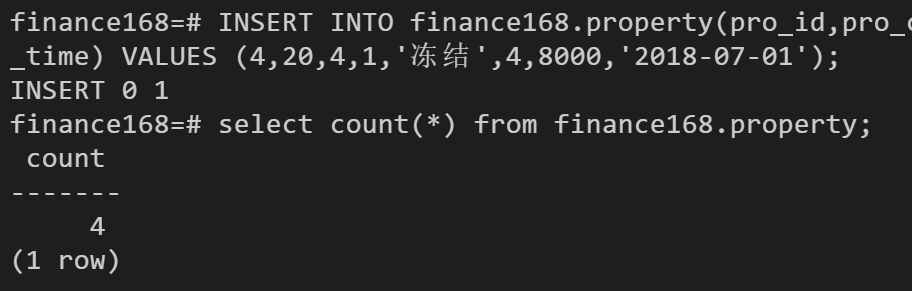 finance168=# INSERT INTO finance168.property(pro_id,pro_
_time) VALUES (4,20,4,1,'冻结',4,8000,'2018-07-01');
INSERT 0 1
finance168=# select count(*) from finance168.property;
count
-------
4
(1 row)